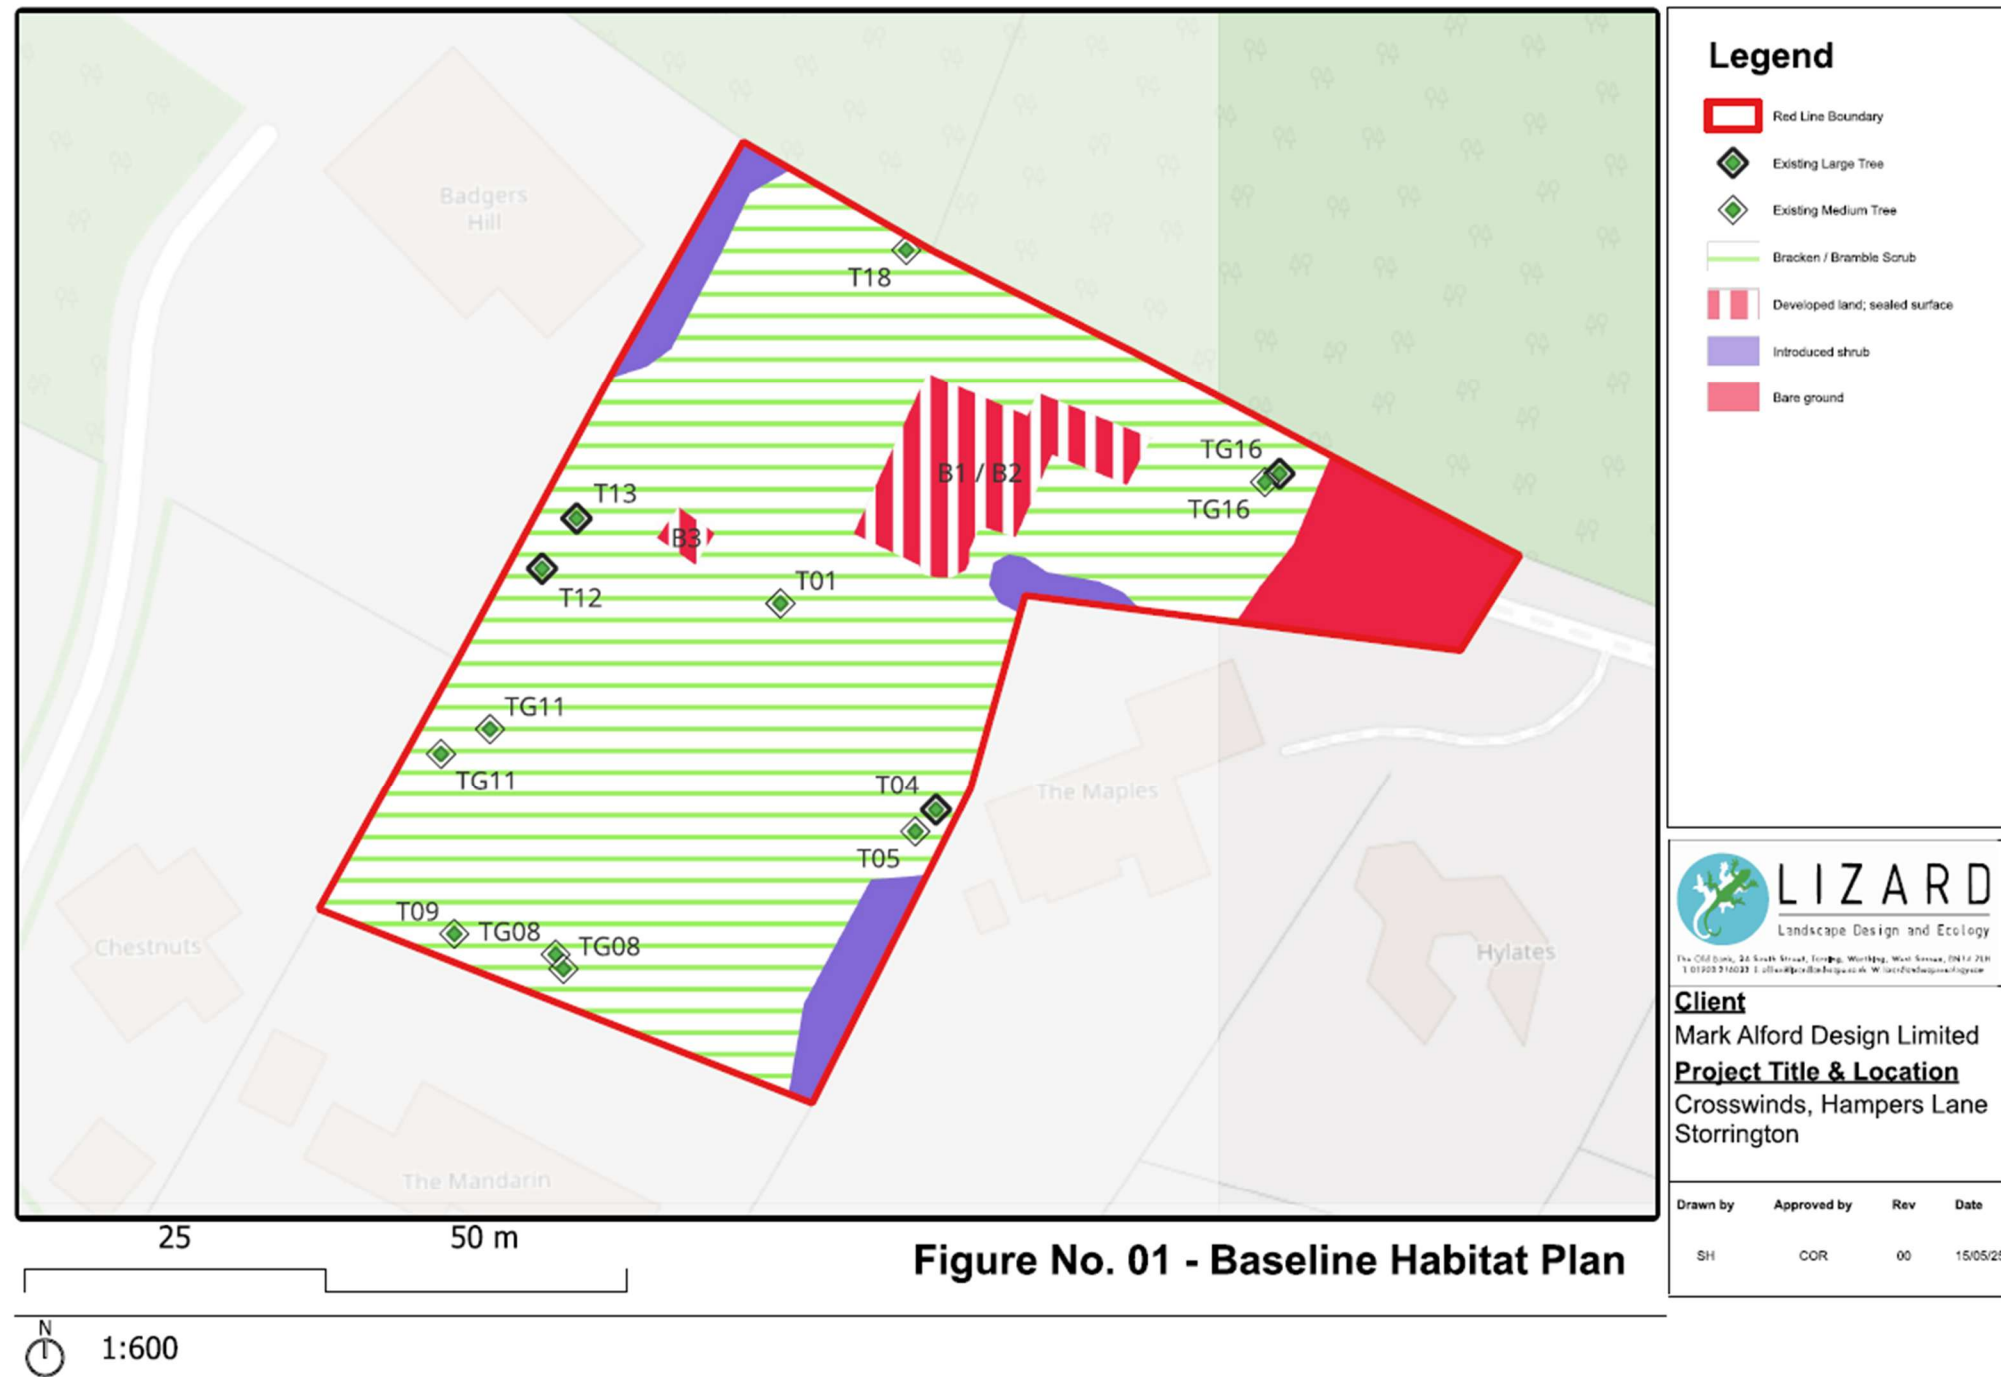 Badgers
Hill
T18
B1 / B2
TG16
TG16
T13
B3
T12
T01
TG11
TG11
T04
T05
The Maples
T09
TG08
TG08
Chestnuts
Hylates
The Mandarin
Legend
Red Line Boundary
Existing Large Tree
Existing Medium Tree
Bracken / Bramble Scrub
Developed land; sealed surface
Introduced shrub
Bare ground
LIZARD
Landscape Design and Ecology
Client
Mark Alford Design Limited
Project Title & Location
Crosswinds, Hampers Lane
Storrington
Drawn by Approved by Rev Date
SH COR 00 15/05/25
25 50 m
Figure No. 01 - Baseline Habitat Plan
N
1:600